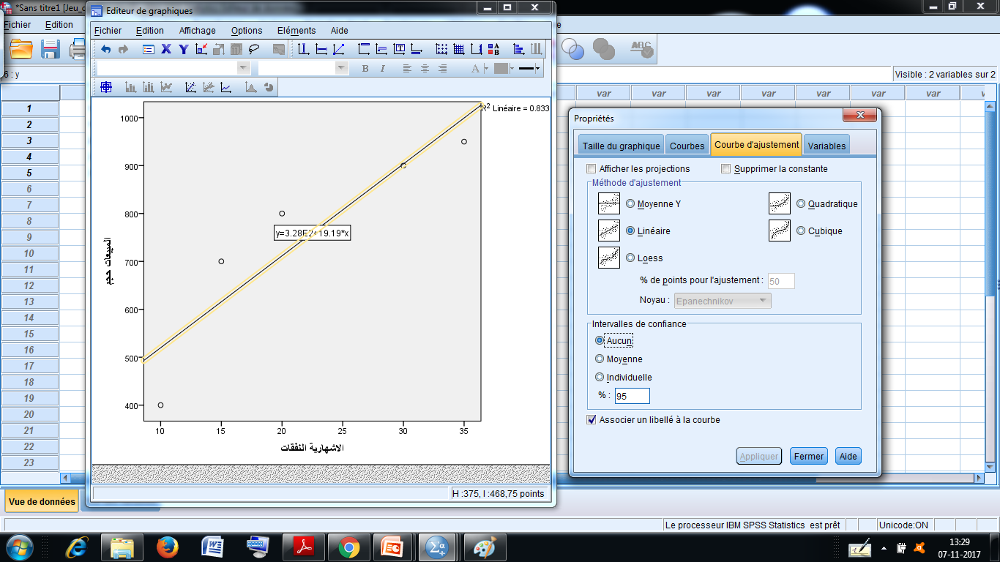 *Sans titre1 [Jeu_d
Editeur de graphiques
Fichier Edition
Fichier Edition Affichage Options Eléments Aide
B I A
ABC
6 : y
Visible : 2 variables sur 2
var var var var var var var
1
2
3
4
5
6
7
8
9
10
11
12
13
14
15
16
17
18
19
20
21
22
23
R² Linéaire = 0.833
1000
900
800
700
600
500
400
y=3.28E2+19.19*x
المبيعات حجم
10 15 20 25 30 35
الاشهارية النفقات
H :375, l :468,75 points
Propriétés
Taille du graphique Courbes Courbe d'ajustement Variables
Afficher les projections Supprimer la constante
Méthode d'ajustement
Moyenne Y Quadratique
Linéaire Cubique
Loess
% de points pour l'ajustement : 50
Noyau : Epanechnikov
Intervalles de confiance
Aucun
Moyenne
Individuelle
% : 95
Associer un libellé à la courbe
Appliquer Fermer Aide
Vue de données
Le processeur IBM SPSS Statistics est prêt Unicode:ON
13:29
07-11-2017